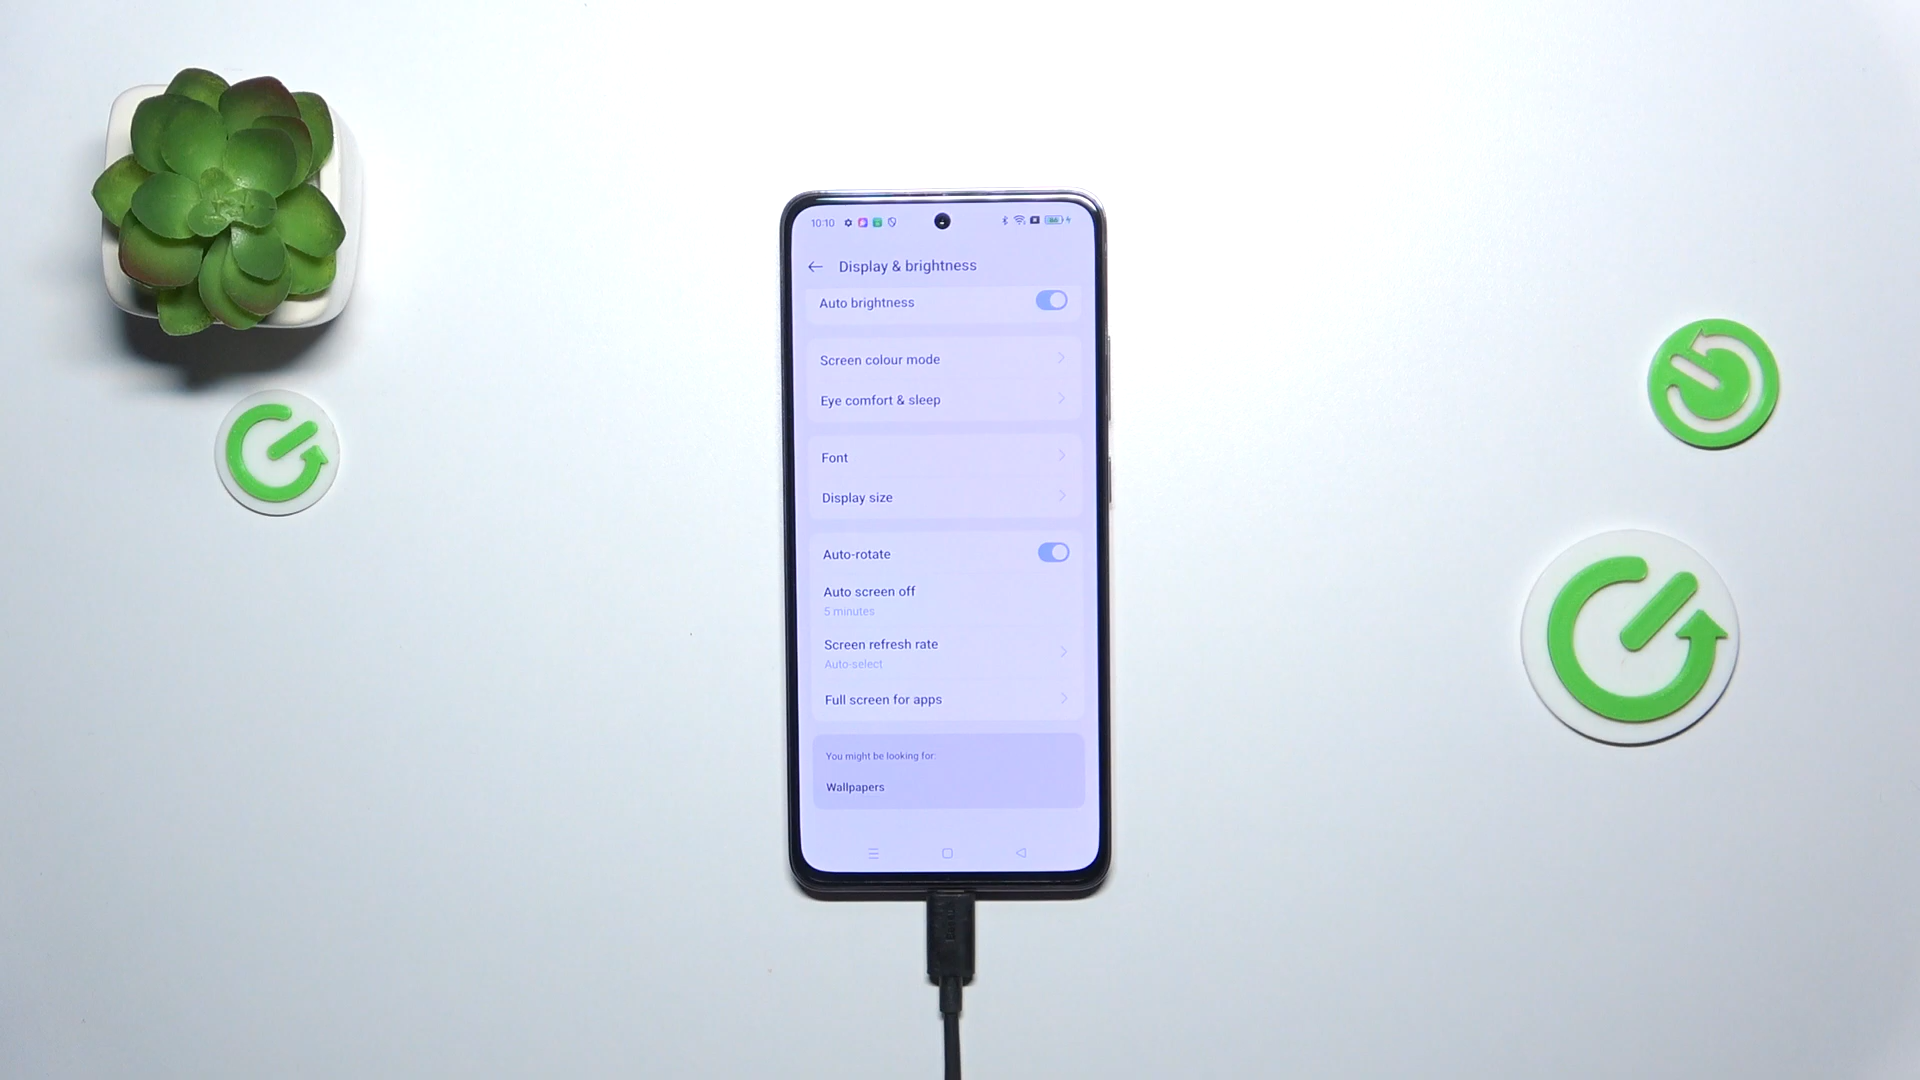 10:10
Display & brightness
Auto brightness
Screen colour mode
Eye comfort & sleep
Font
Display size
Auto-rotate
Auto screen off
5 minutes
Screen refresh rate
Auto-select
Full screen for apps
You might be looking for:
Wallpapers